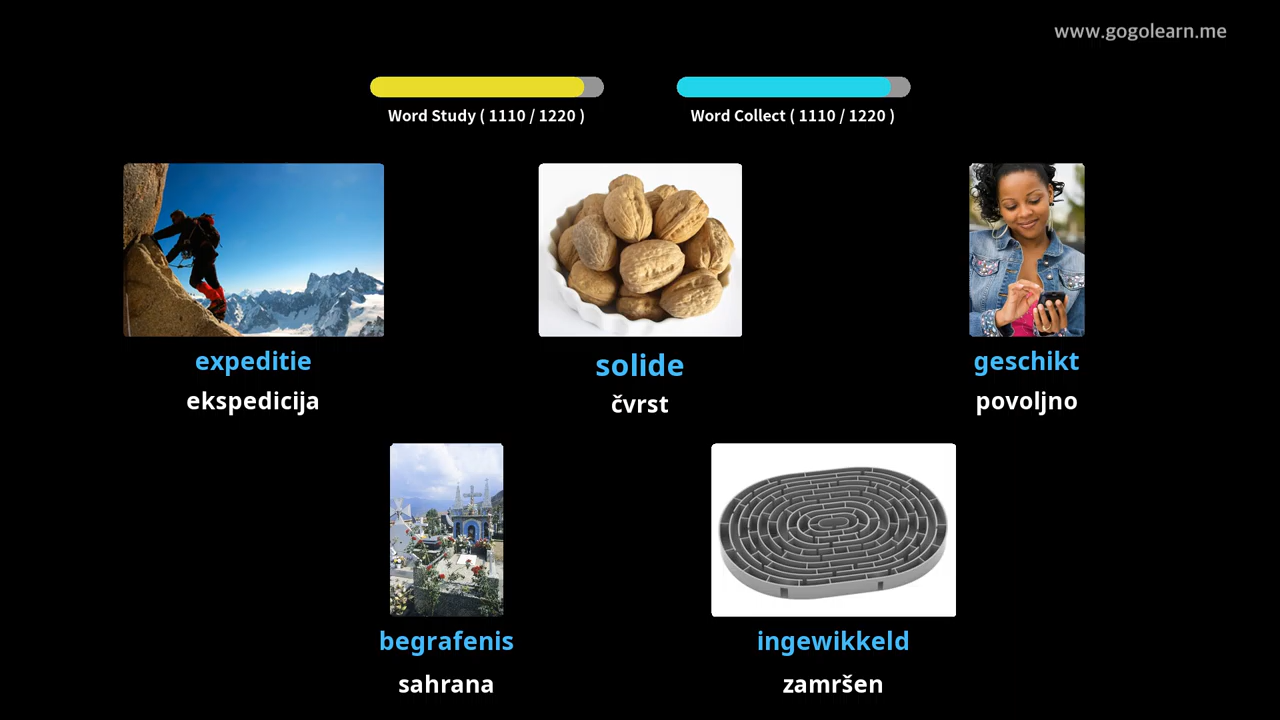 www.gogolearn.me
Word Study ( 1110 / 1220 )
Word Collect ( 1110 / 1220 )
expeditie
solide
geschikt
ekspedicija
čvrst
povoljno
begrafenis
ingewikkeld
sahrana
zamršen